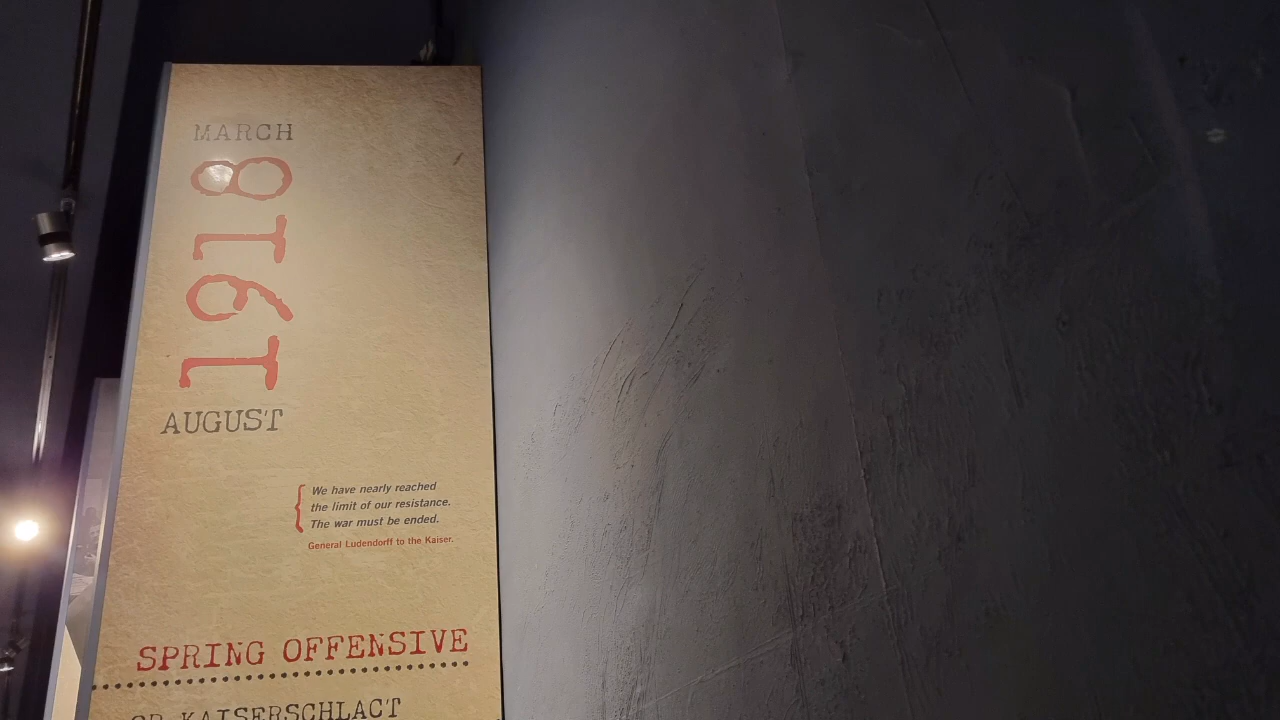 MARCH
1918
AUGUST
We have nearly reached
the limit of our resistance.
The war must be ended.
General Ludendorff to the Kaiser.
SPRING OFFENSIVE
OR KAISERSCHLACT